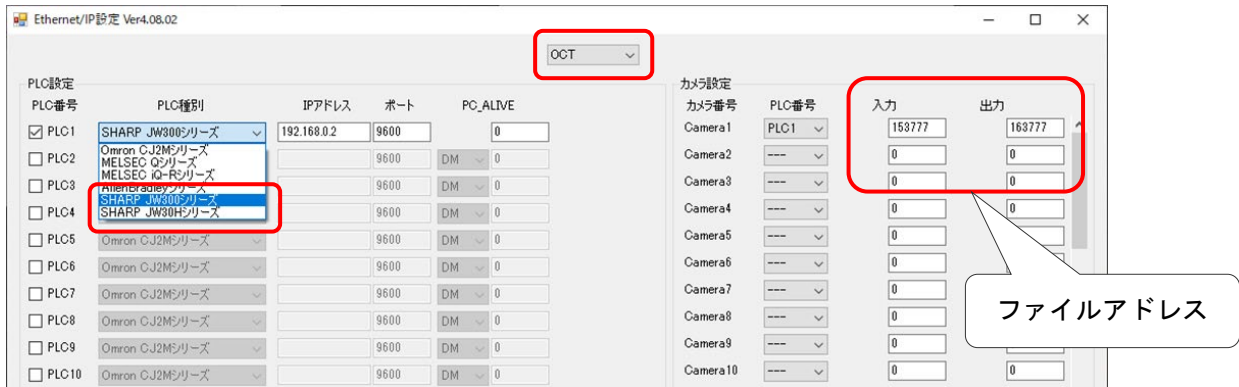 Ethernet/IP設定 Ver4.08.02
OCT
PLC設定
PLC番号 PLC種別 IPアドレス ポート PC_ALIVE
PLC1 SHARP JW300シリーズ 192.168.0.2 9600 0
Omron CJ2Mシリーズ
MELSEC Qシリーズ
MELSEC iQ-Rシリーズ
AllenBradleyシリーズ
SHARP JW300シリーズ
SHARP JW30Hシリーズ
PLC2 9600 DM 0
PLC3 9600 DM 0
PLC4 9600 DM 0
PLC5 Omron CJ2Mシリーズ 9600 DM 0
PLC6 Omron CJ2Mシリーズ 9600 DM 0
PLC7 Omron CJ2Mシリーズ 9600 DM 0
PLC8 Omron CJ2Mシリーズ 9600 DM 0
PLC9 Omron CJ2Mシリーズ 9600 DM 0
PLC10 Omron CJ2Mシリーズ 9600 DM 0
カメラ設定
カメラ番号 PLC番号 入力 出力
Camera1 PLC1 153777 163777
Camera2 --- 0 0
Camera3 --- 0 0
Camera4 --- 0 0
Camera5 --- 0 0
Camera6 --- 0
Camera7 --- 0
Camera8 --- 0
Camera9 --- 0 0
Camera10 --- 0 0
ファイルアドレス